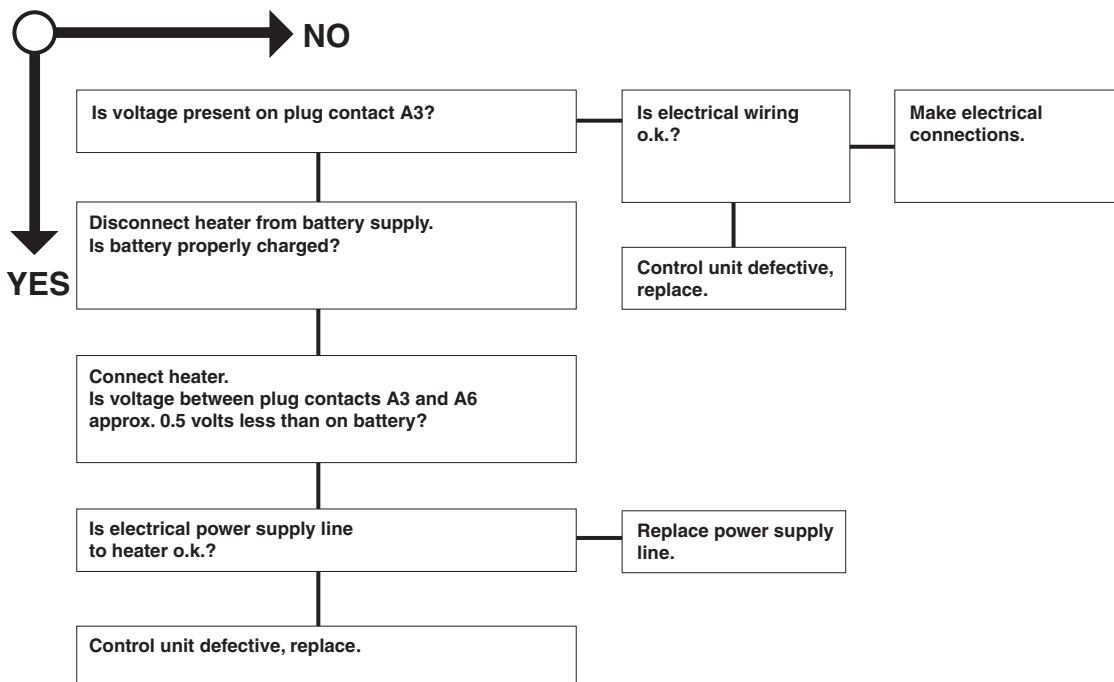 NO
YES
Is voltage present on plug contact A3?
Is electrical wiring
o.k.?
Make electrical
connections.
Disconnect heater from battery supply.
Is battery properly charged?
Control unit defective,
replace.
Connect heater.
Is voltage between plug contacts A3 and A6
approx. 0.5 volts less than on battery?
Is electrical power supply line
to heater o.k.?
Replace power supply
line.
Control unit defective, replace.